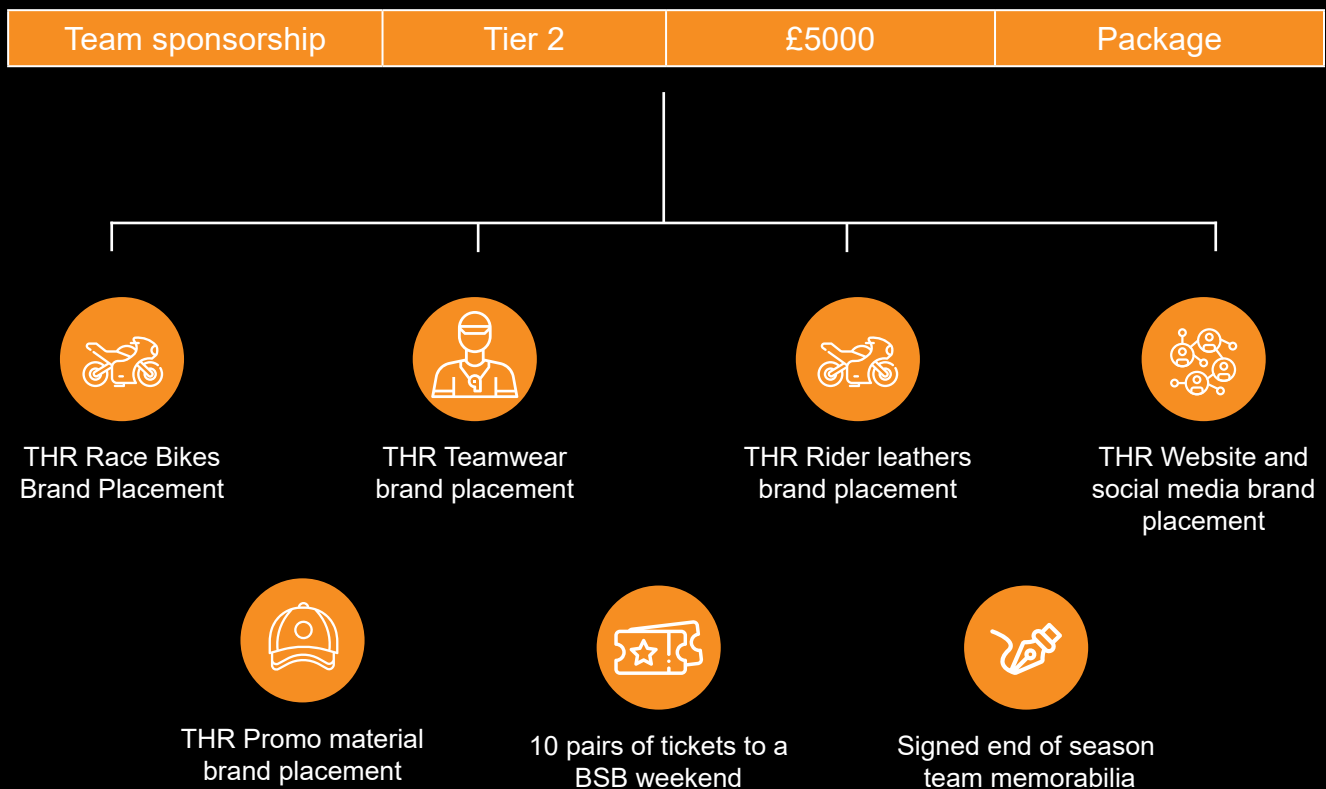 Team sponsorship Tier 2 £5000 Package
THR Race Bikes
Brand Placement
THR Teamwear
brand placement
THR Rider leathers
brand placement
THR Website and
social media brand
placement
THR Promo material
brand placement
10 pairs of tickets to a
BSB weekend
Signed end of season
team memorabilia